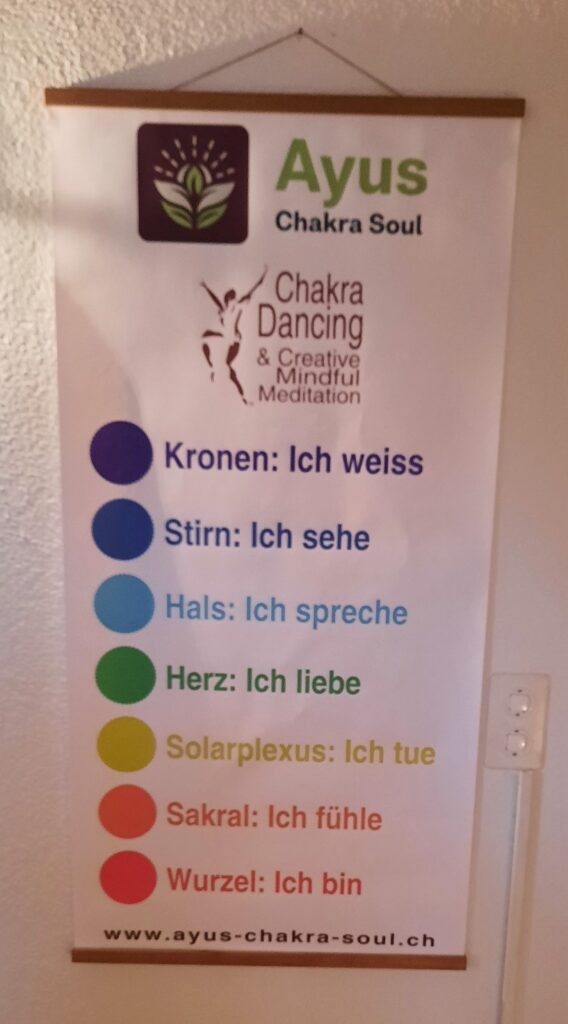 Ayus
Chakra Soul
Chakra
Dancing
& Creative
Mindful
Meditation
Kronen: Ich weiss
Stirn: Ich sehe
Hals: Ich spreche
Herz: Ich liebe
Solarplexus: Ich tue
Sakral: Ich fühle
Wurzel: Ich bin
www.ayus-chakra-soul.ch